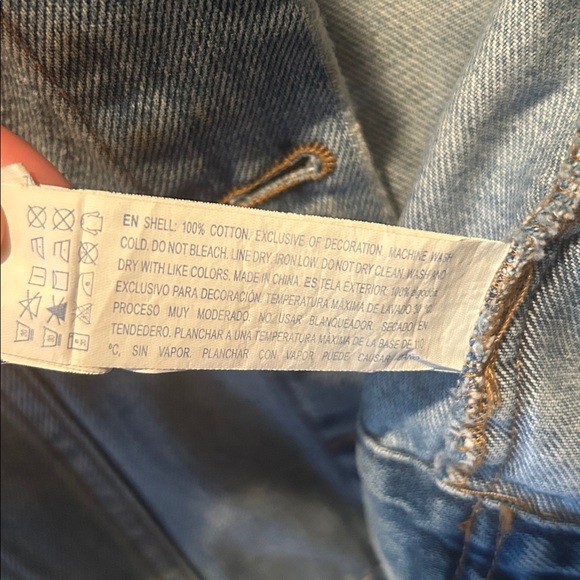 EN SHELL: 100% COTTON. EXCLUSIVE OF DECORATION. MACHINE WASH
COLD. DO NOT BLEACH. LINE DRY, IRON LOW. DO NOT DRY CLEAN. WASH AND
DRY WITH LIKE COLORS. MADE IN CHINA. ES TELA EXTERIOR: 100% algodón.
EXCLUSIVO PARA DECORACIÓN. TEMPERATURA MÁXIMA DE LAVADO
PROCESO MUY MODERADO. NO USAR BLANQUEADOR. SECADO EN
TENDEDERO. PLANCHAR A UNA TEMPERATURA MÁXIMA DE LA BASE DE 110
ºC, SIN VAPOR. PLANCHAR CON VAPOR PUEDE CAUSAR